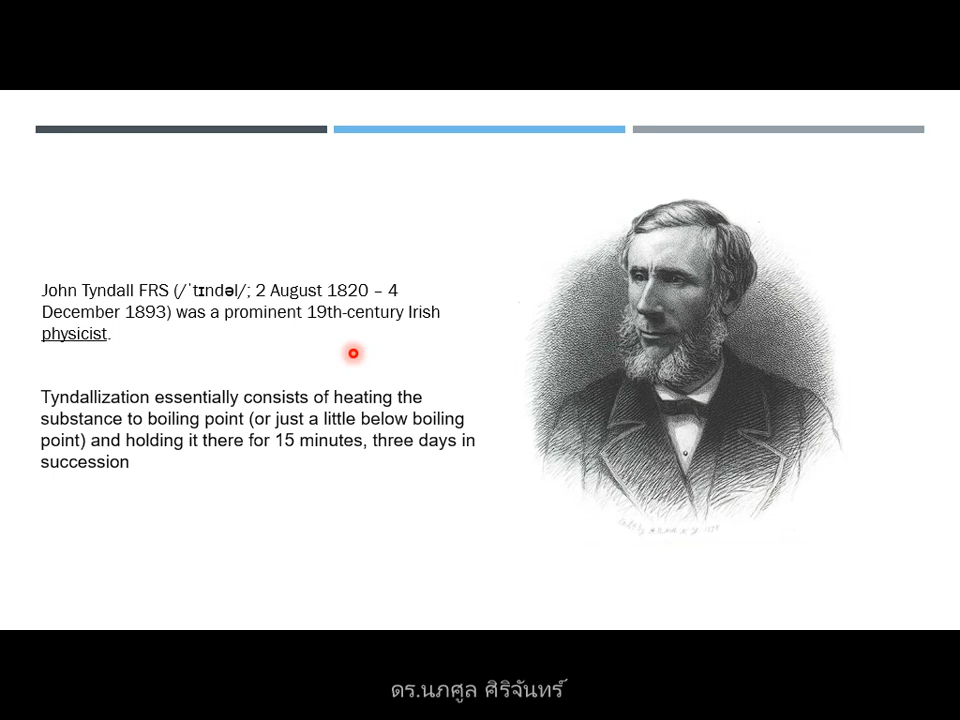 John Tyndall FRS (/ˈtɪndəl/; 2 August 1820 – 4
December 1893) was a prominent 19th-century Irish
physicist.
Tyndallization essentially consists of heating the
substance to boiling point (or just a little below boiling
point) and holding it there for 15 minutes, three days in
succession
ดร.นภศูล ศิริจันทร์